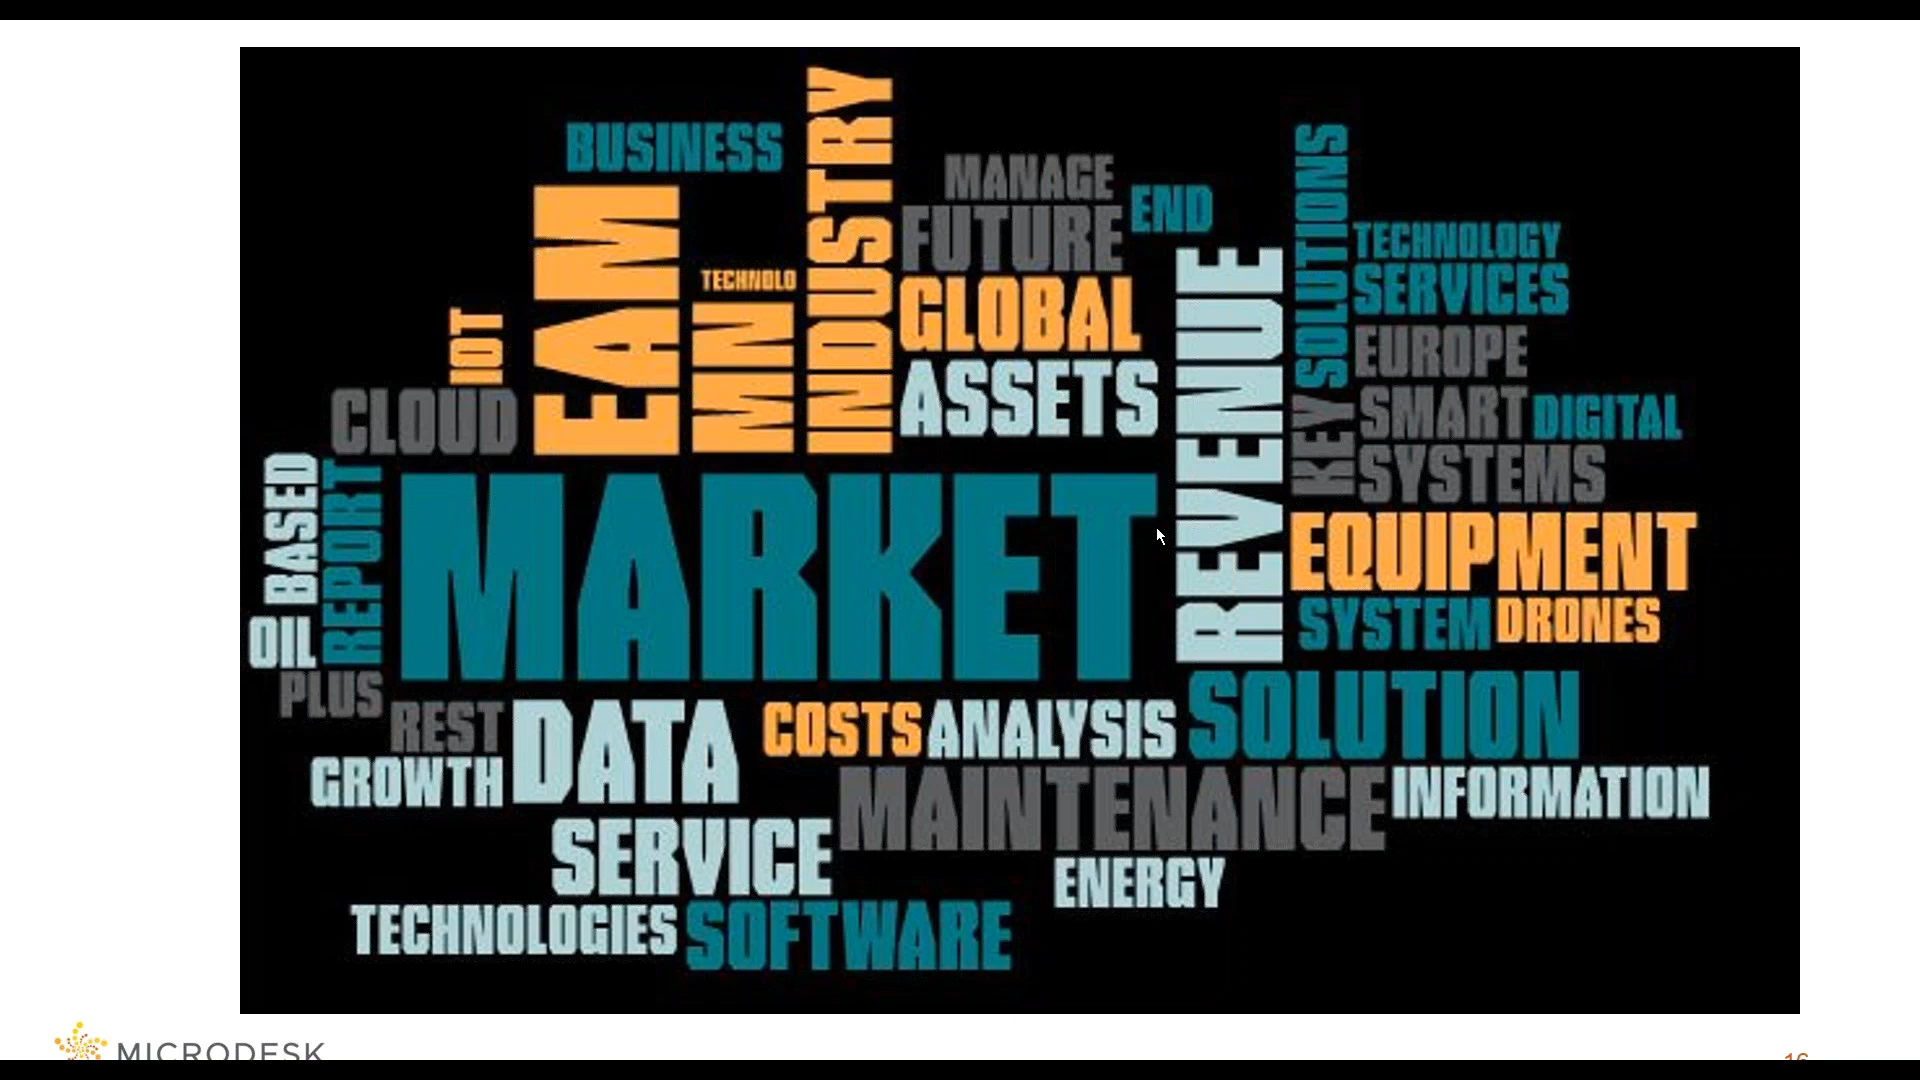 BUSINESS
INDUSTRY
MANAGE
END
SOLUTIONS
EAM
FUTURE
TECHNOLOGY
TECHNOLO
GLOBAL
REVENUE
SERVICES
IOT
MNN
ASSETS
EUROPE
CLOUD
KEY
SMART
DIGITAL
BASED
REPORT
MARKET
SYSTEMS
EQUIPMENT
OIL
SYSTEM
DRONES
PLUS
REST
DATA
COSTS
ANALYSIS
SOLUTION
GROWTH
MAINTENANCE
INFORMATION
SERVICE
ENERGY
TECHNOLOGIES
SOFTWARE
MICRODESK
16